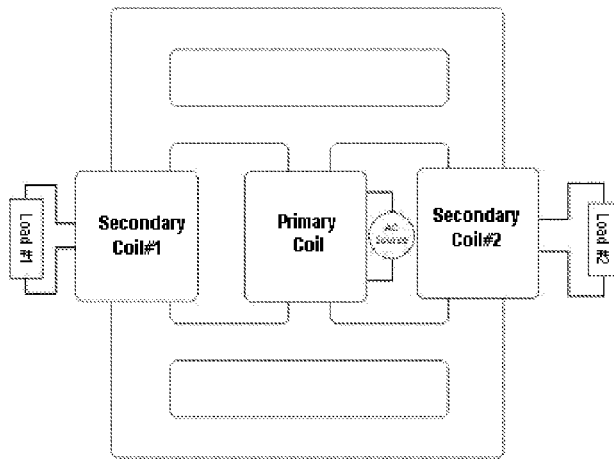 Secondary
Coil#1
Primary
Coil
AC
Source
Secondary
Coil#2
Load #1
Load #2